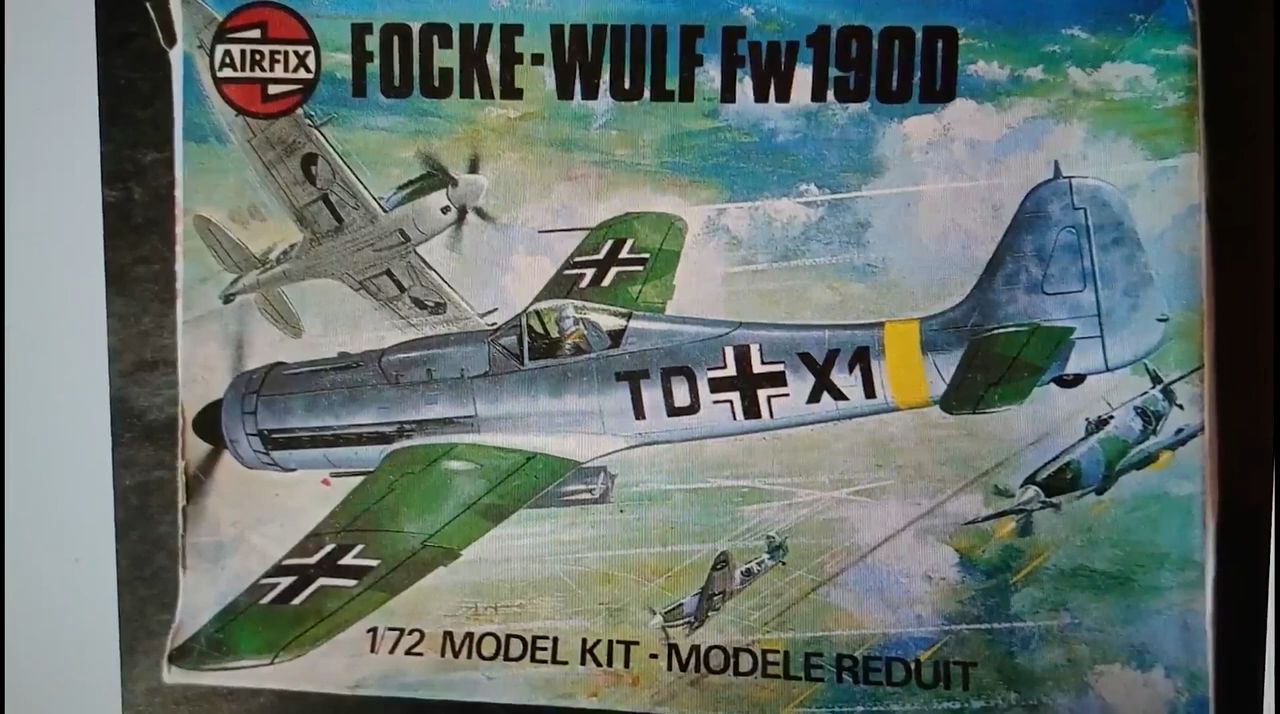 AIRFIX
FOCKE-WULF Fw190D
TD X1
1/72 MODEL KIT - MODELE REDUIT